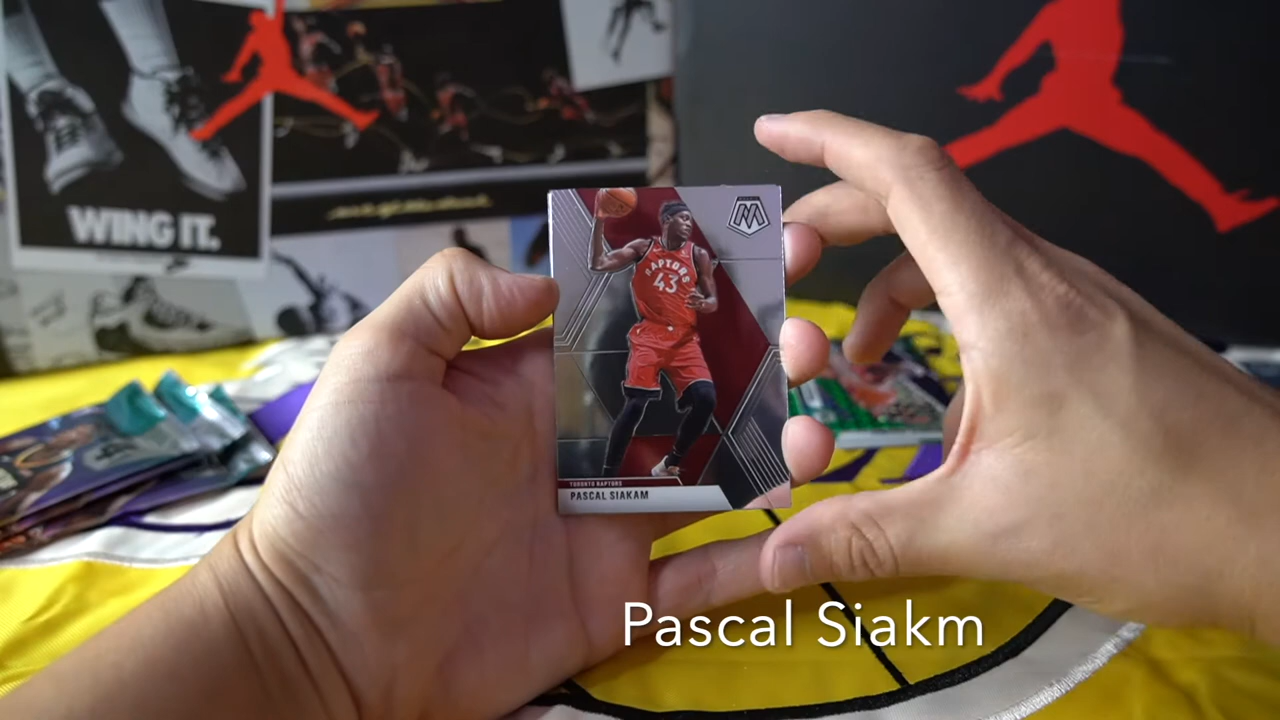 WING IT.
RAPTORS
43
TORONTO RAPTORS
PASCAL SIAKAM
Pascal Siakm